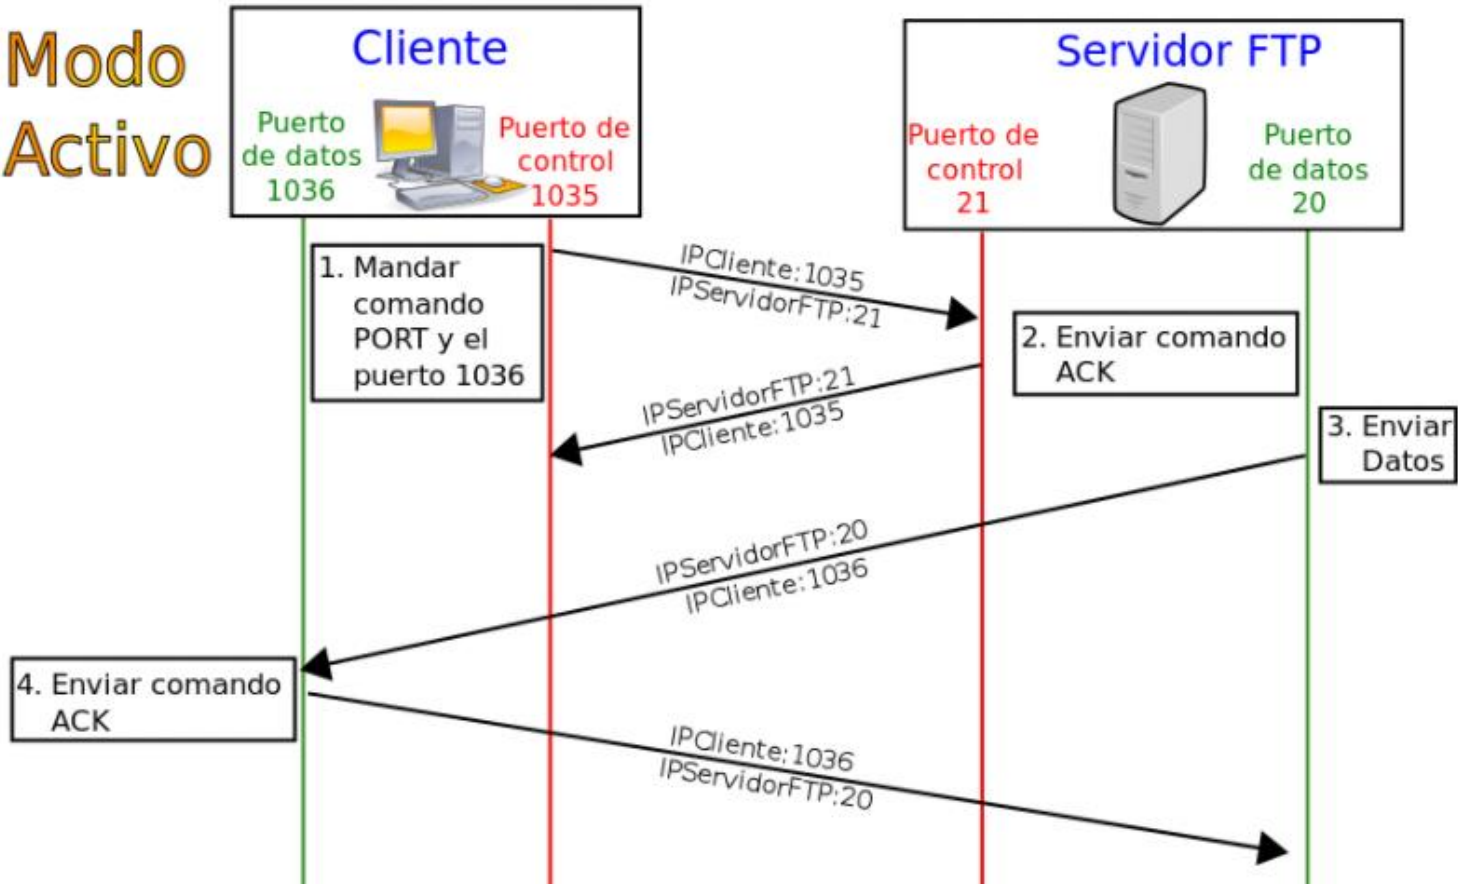 Modo
Activo
Cliente
Puerto
de datos
1036
Puerto de
control
1035
Servidor FTP
Puerto de
control
21
Puerto
de datos
20
1. Mandar
comando
PORT y el
puerto 1036
IPCliente:1035
IPServidorFTP:21
2. Enviar comando
ACK
IPServidorFTP:21
IPCliente:1035
3. Enviar
Datos
IPServidorFTP:20
IPCliente:1036
4. Enviar comando
ACK
IPCliente:1036
IPServidorFTP:20